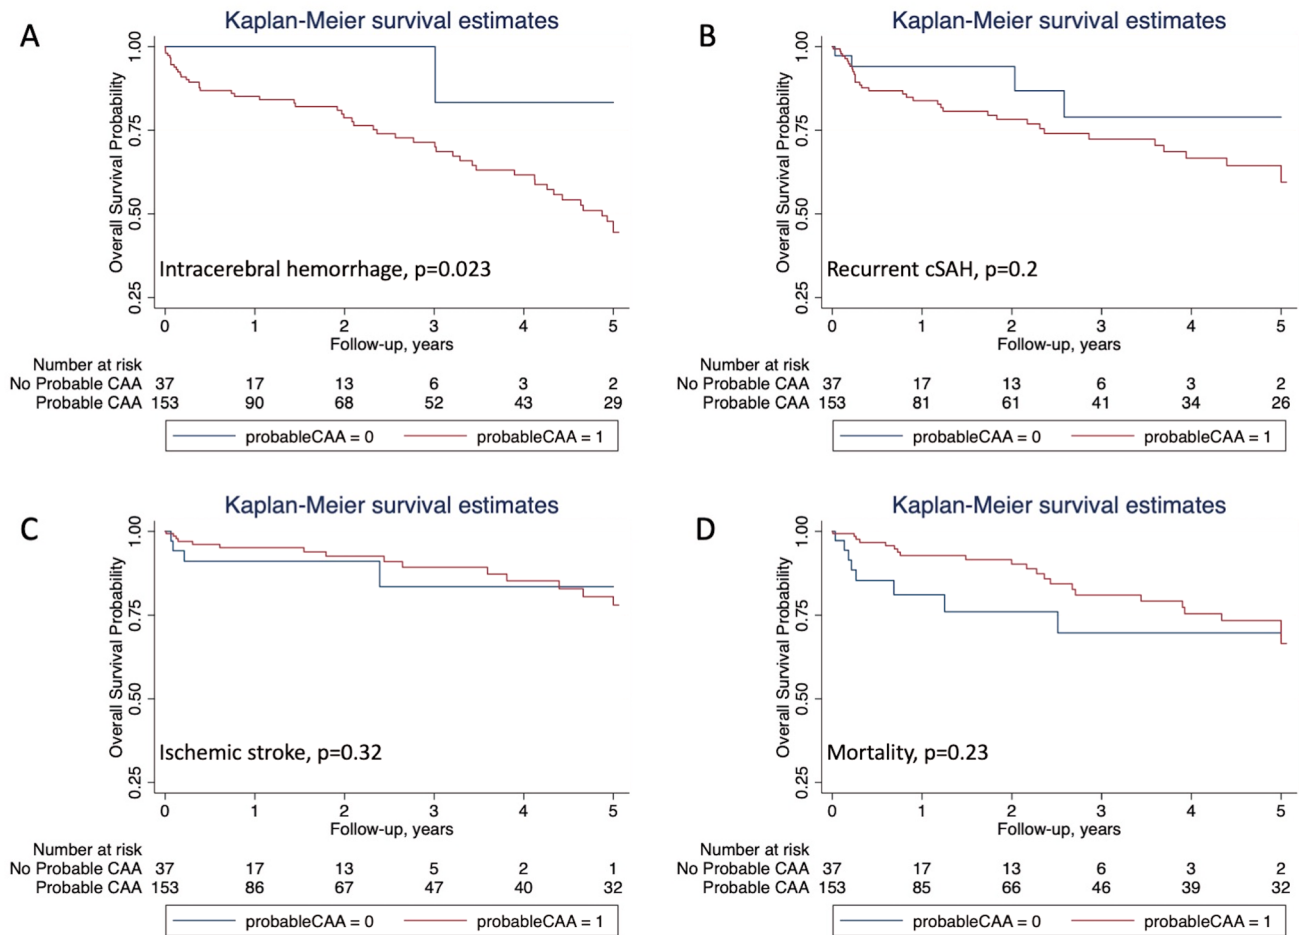 A
Kaplan-Meier survival estimates
Overall Survival Probability
1.00
0.75
0.50
0.25
Intracerebral hemorrhage, p=0.023
0 1 2 3 4 5
Follow-up, years
Number at risk
No Probable CAA 37 17 13 6 3 2
Probable CAA 153 90 68 52 43 29
probableCAA = 0 probableCAA = 1
B
Kaplan-Meier survival estimates
Overall Survival Probability
1.00
0.75
0.50
0.25
Recurrent cSAH, p=0.2
0 1 2 3 4 5
Follow-up, years
Number at risk
No Probable CAA 37 17 13 6 3 2
Probable CAA 153 81 61 41 34 26
probableCAA = 0 probableCAA = 1
C
Kaplan-Meier survival estimates
Overall Survival Probability
1.00
0.75
0.50
0.25
Ischemic stroke, p=0.32
0 1 2 3 4 5
Follow-up, years
Number at risk
No Probable CAA 37 17 13 5 2 1
Probable CAA 153 86 67 47 40 32
probableCAA = 0 probableCAA = 1
D
Kaplan-Meier survival estimates
Overall Survival Probability
1.00
0.75
0.50
0.25
Mortality, p=0.23
0 1 2 3 4 5
Follow-up, years
Number at risk
No Probable CAA 37 17 13 6 3 2
Probable CAA 153 85 66 46 39 32
probableCAA = 0 probableCAA = 1